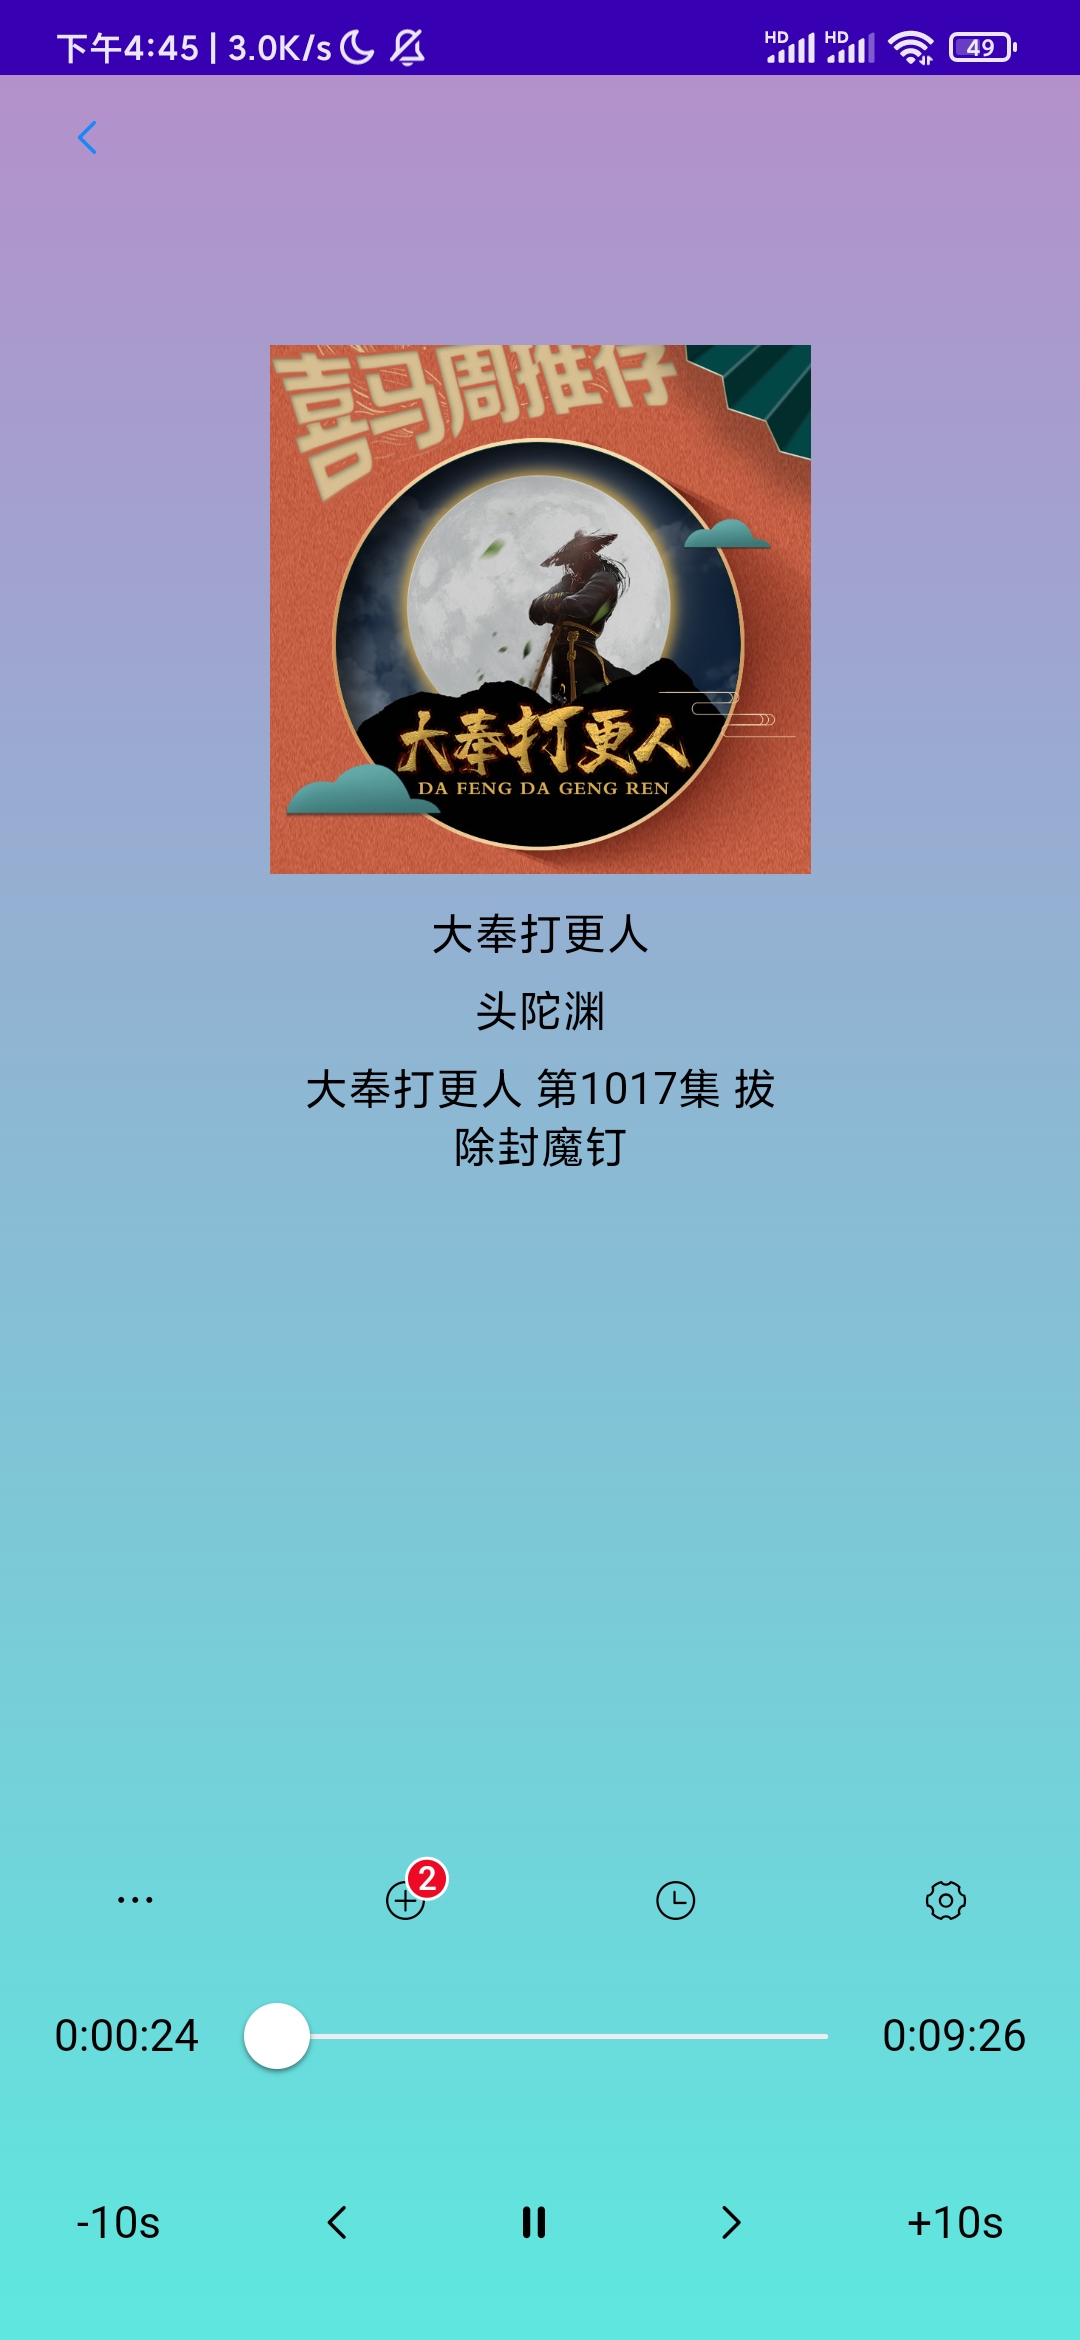 下午4:45 | 3.0K/s
HD HD 49
喜马周推荐
大奉打更人
DA FENG DA GENG REN
大奉打更人
头陀渊
大奉打更人 第1017集 拔
除封魔钉
2
0:00:24 0:09:26
-10s +10s